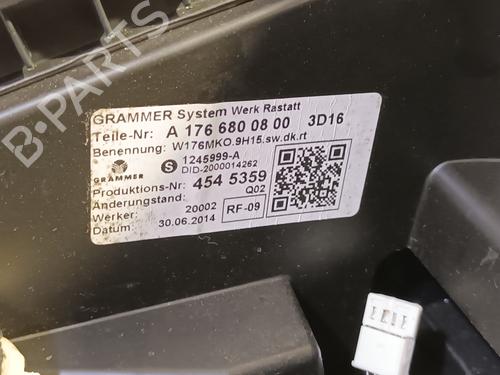 B-PARTS
GRAMMER System Werk Rastatt
Teile-Nr: A 176 680 08 00 3D16
Benennung: W176MKO.9H15.sw.dk.rt
S 1245999-A
DID-2000014262
GRAMMER
Produktions-Nr: 454 5359
Änderungsstand: Q02
Werker: 20002 RF-09
Datum: 30.06.2014